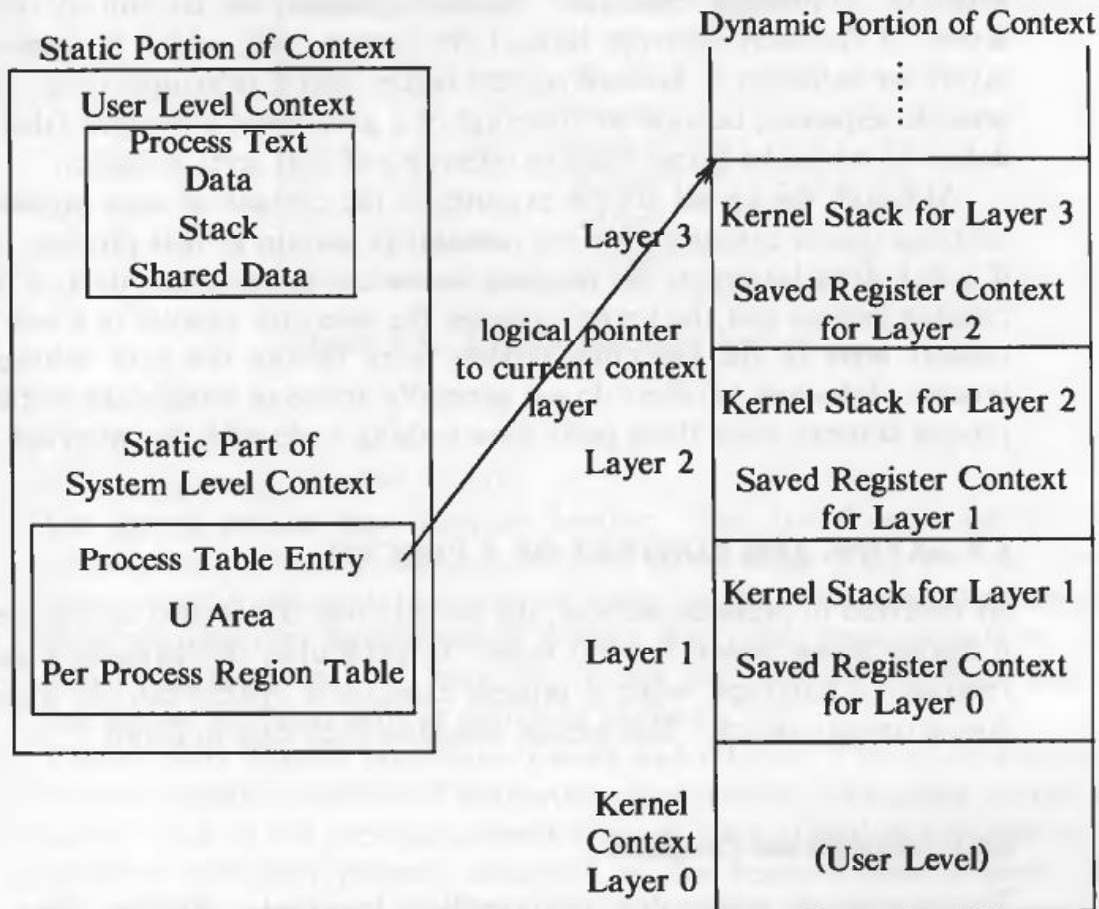 Static Portion of Context
User Level Context
Process Text
Data
Stack
Shared Data
Static Part of
System Level Context
Process Table Entry
U Area
Per Process Region Table
logical pointer
to current context
layer
Dynamic Portion of Context
Layer 3
Kernel Stack for Layer 3
Saved Register Context
for Layer 2
Layer 2
Kernel Stack for Layer 2
Saved Register Context
for Layer 1
Layer 1
Kernel Stack for Layer 1
Saved Register Context
for Layer 0
Kernel
Context
Layer 0
(User Level)